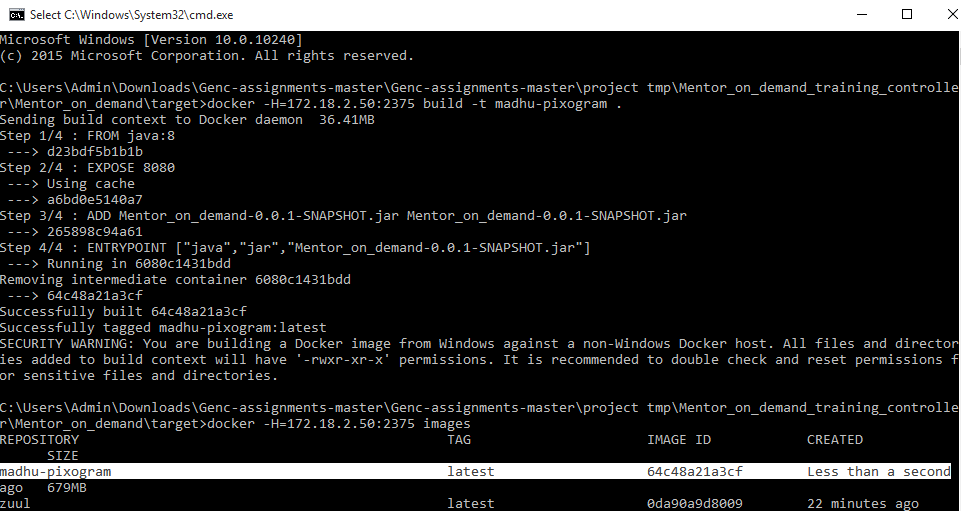 Select C:\Windows\System32\cmd.exe
Microsoft Windows [Version 10.0.10240]
(c) 2015 Microsoft Corporation. All rights reserved.
C:\Users\Admin\Downloads\Genc-assignments-master\Genc-assignments-master\project tmp\Mentor_on_demand_training_controlle
r\Mentor_on_demand\target>docker -H=172.18.2.50:2375 build -t madhu-pixogram .
Sending build context to Docker daemon  36.41MB
Step 1/4 : FROM java:8
 ---> d23bdf5b1b1b
Step 2/4 : EXPOSE 8080
 ---> Using cache
 ---> a6bd0e5140a7
Step 3/4 : ADD Mentor_on_demand-0.0.1-SNAPSHOT.jar Mentor_on_demand-0.0.1-SNAPSHOT.jar
 ---> 265898c94a61
Step 4/4 : ENTRYPOINT ["java","jar","Mentor_on_demand-0.0.1-SNAPSHOT.jar"]
 ---> Running in 6080c1431bdd
Removing intermediate container 6080c1431bdd
 ---> 64c48a21a3cf
Successfully built 64c48a21a3cf
Successfully tagged madhu-pixogram:latest
SECURITY WARNING: You are building a Docker image from Windows against a non-Windows Docker host. All files and director
ies added to build context will have '-rwxr-xr-x' permissions. It is recommended to double check and reset permissions f
or sensitive files and directories.
C:\Users\Admin\Downloads\Genc-assignments-master\Genc-assignments-master\project tmp\Mentor_on_demand_training_controlle
r\Mentor_on_demand\target>docker -H=172.18.2.50:2375 images
REPOSITORY TAG IMAGE ID CREATED
SIZE
madhu-pixogram latest 64c48a21a3cf Less than a second
ago 679MB
zuul latest 0da90a9d8009 22 minutes ago